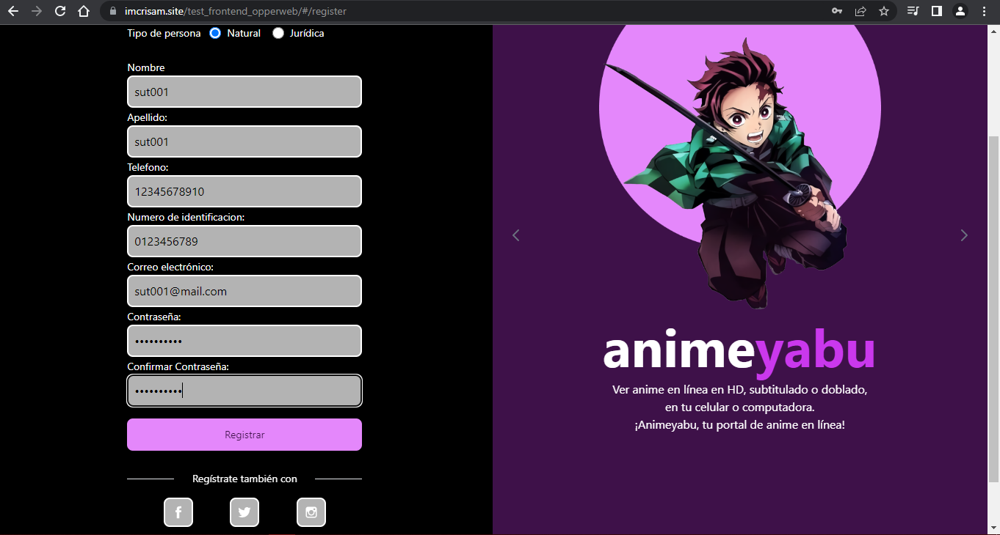 imcrisam.site/test_frontend_opperweb/#/register
Tipo de persona Natural Jurídica
Nombre
sut001
Apellido:
sut001
Telefono:
12345678910
Numero de identificacion:
0123456789
Correo electrónico:
sut001@mail.com
Contraseña:
••••••••••
Confirmar Contraseña:
••••••••••
Registrar
Regístrate también con
animeyabu
Ver anime en línea en HD, subtitulado o doblado,
en tu celular o computadora.
¡Animeyabu, tu portal de anime en línea!